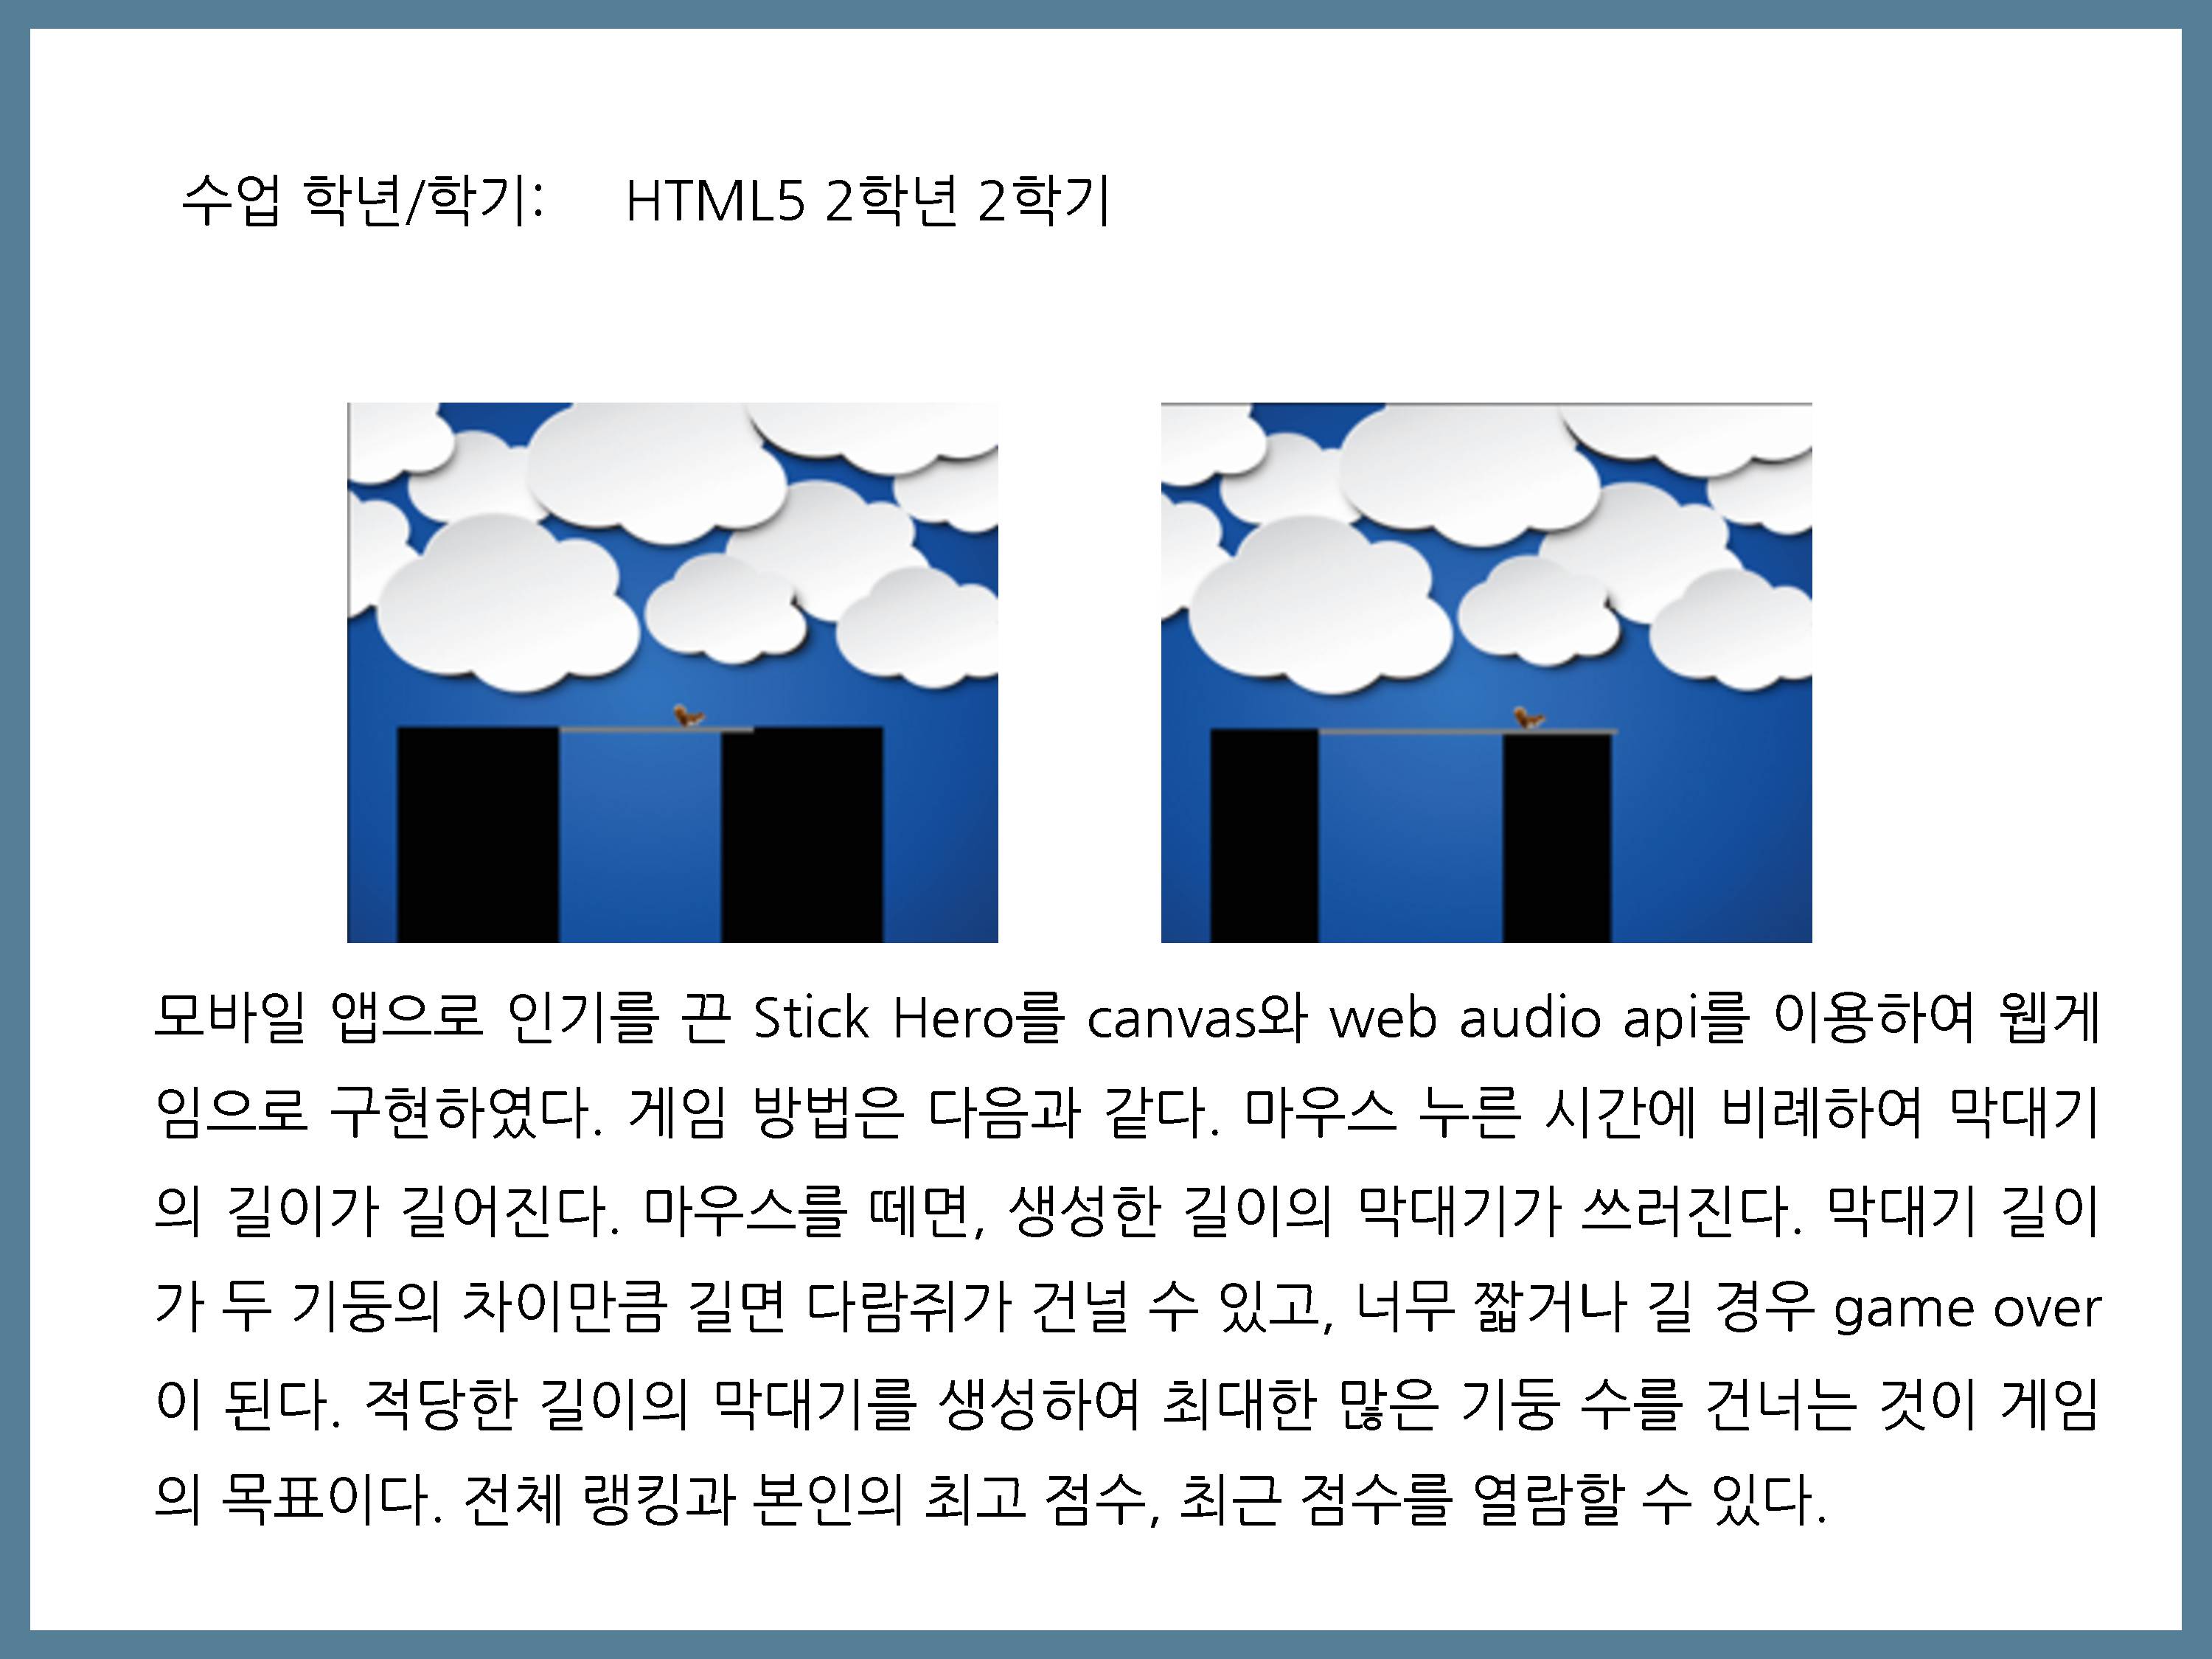 수업 학년/학기: HTML5 2학년 2학기
모바일 앱으로 인기를 끈 Stick Hero를 canvas와 web audio api를 이용하여 웹게
임으로 구현하였다. 게임 방법은 다음과 같다. 마우스 누른 시간에 비례하여 막대기
의 길이가 길어진다. 마우스를 떼면, 생성한 길이의 막대기가 쓰러진다. 막대기 길이
가 두 기둥의 차이만큼 길면 다람쥐가 건널 수 있고, 너무 짧거나 길 경우 game over
이 된다. 적당한 길이의 막대기를 생성하여 최대한 많은 기둥 수를 건너는 것이 게임
의 목표이다. 전체 랭킹과 본인의 최고 점수, 최근 점수를 열람할 수 있다.